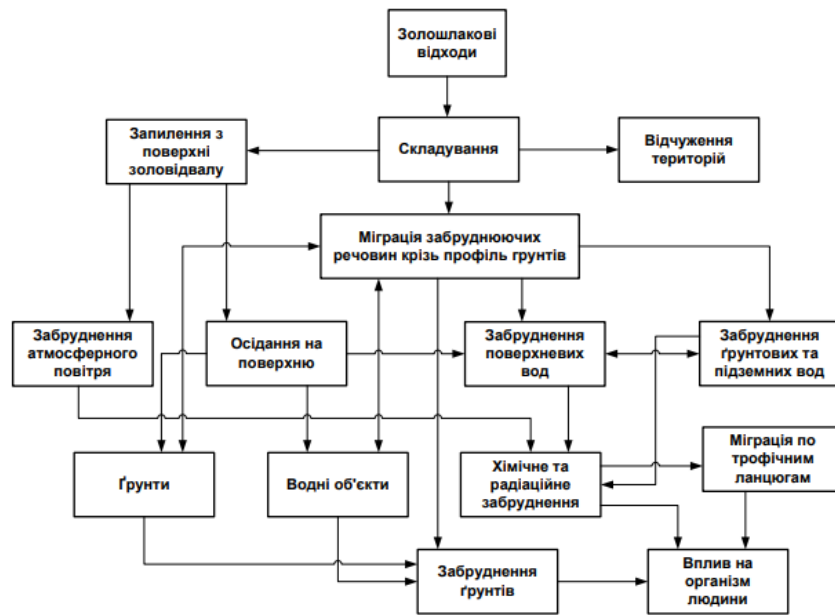 Золошлакові
відходи
Запилення з
поверхні
золовідвалу
Складування
Відчуження
територій
Міграція забруднюючих
речовин крізь профіль грунтів
Забруднення
атмосферного
повітря
Осідання на
поверхню
Забруднення
поверхневих
вод
Забруднення
ґрунтових та
підземних вод
Ґрунти
Водні об'єкти
Хімічне та
радіаційне
забруднення
Міграція по
трофічним
ланцюгам
Забруднення
ґрунтів
Вплив на
організм
людини